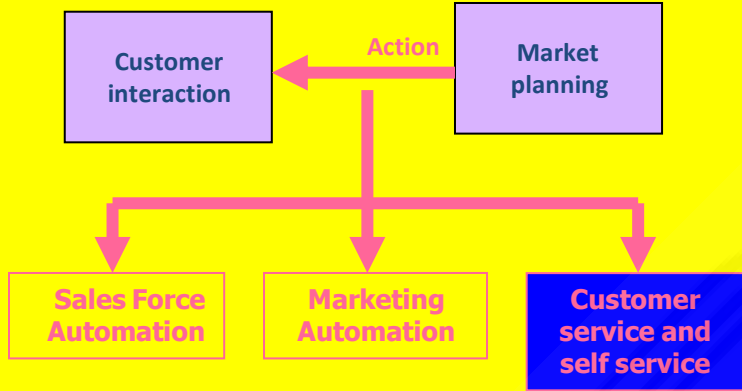 Customer
interaction
Action
Market
planning
Sales Force
Automation
Marketing
Automation
Customer
service and
self service